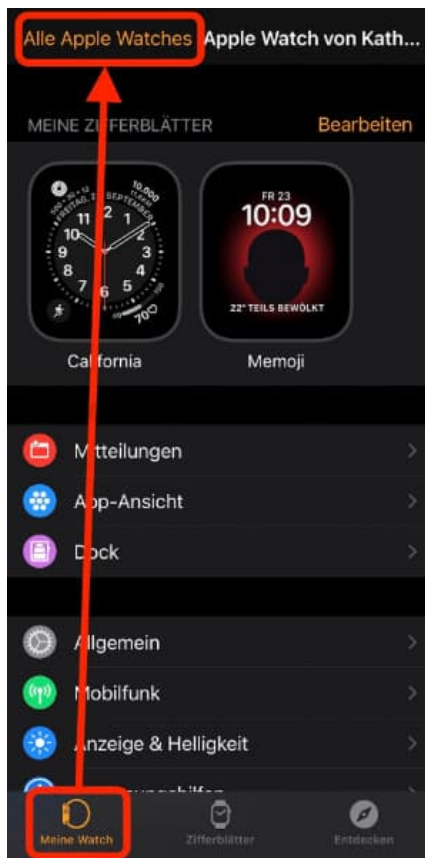 Alle Apple Watches Apple Watch von Kath...
MEINE ZIFFERBLÄTTER Bearbeiten
FR 23
10:09
22° TEILS BEWÖLKT
California Memoji
Mitteilungen
App-Ansicht
Dock
Allgemein
Mobilfunk
Anzeige & Helligkeit
Meine Watch Zifferblätter Entdecken